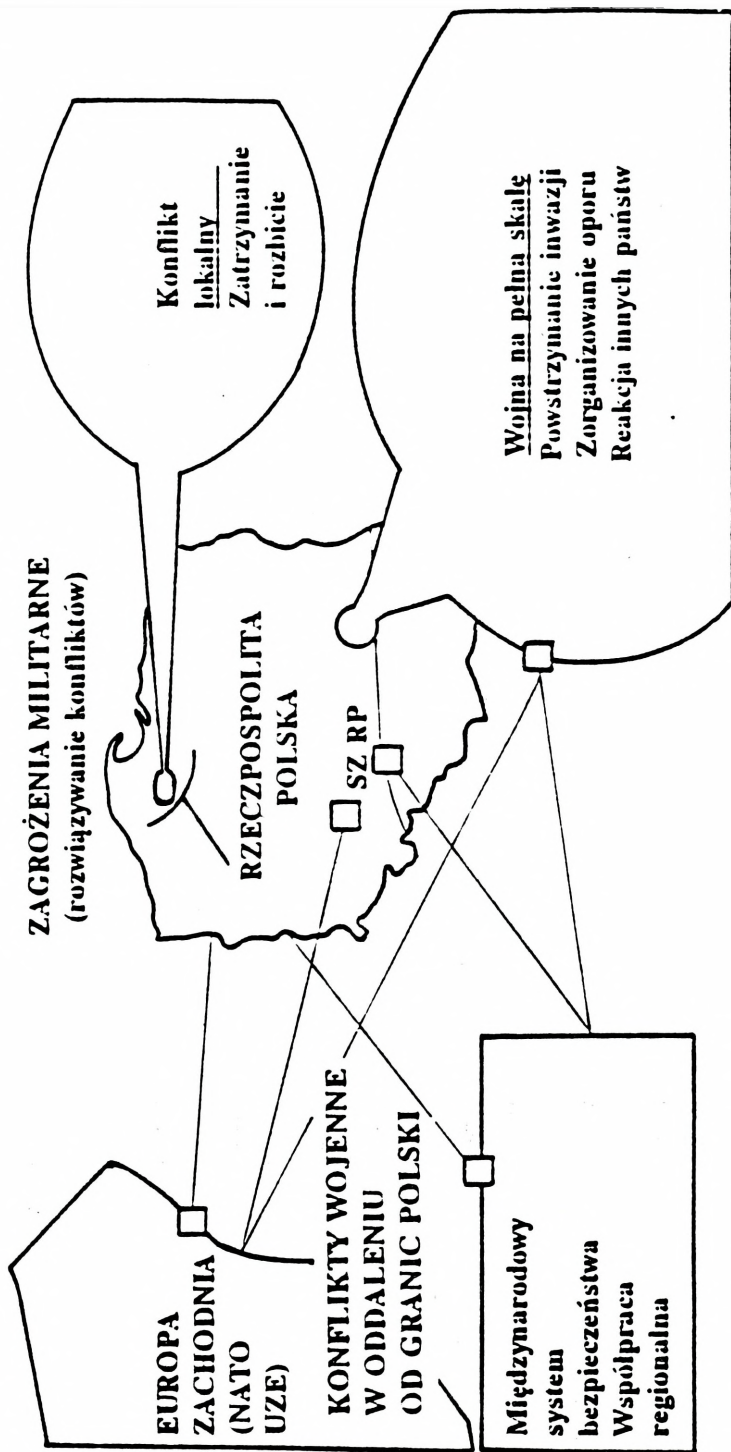 ZAGROŻENIA MILITARNE
(rozwiązywanie konfliktów)
EUROPA
ZACHODNIA
(NATO
UZE)
KONFLIKTY WOJENNE
W ODDALENIU
OD GRANIC POLSKI
Międzynarodowy
system
bezpieczeństwa
Współpraca
regionalna
RZECZPOSPOLITA
POLSKA
SZ RP
Konflikt
lokalny
Zatrzymanie
i rozbicie
Wojna na pełna skalę
Powstrzymanie inwazji
Zorganizowanie oporu
Reakcja innych państw